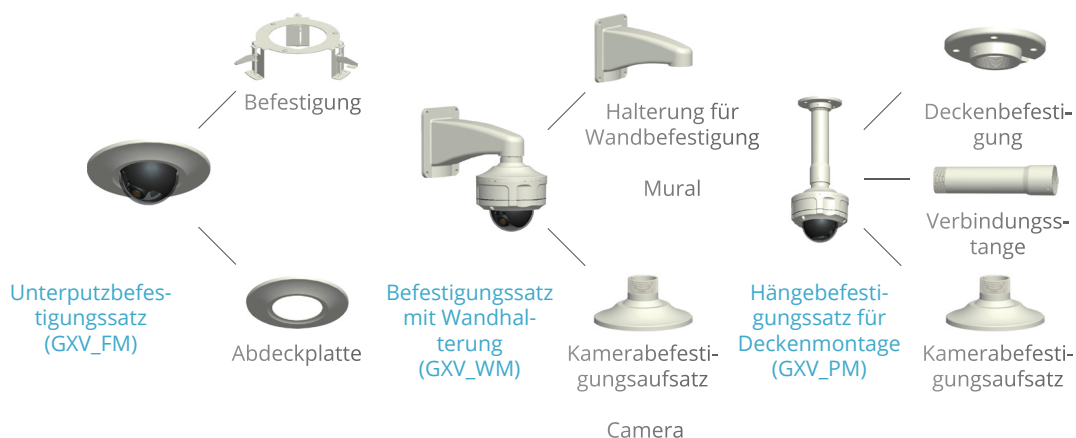 Befestigung
Abdeckplatte
Unterputzbefes-
tigungssatz
(GXV_FM)
Halterung für
Wandbefestigung
Mural
Befestigungssatz
mit Wandhal-
terung
(GXV_WM)
Kamerabefesti-
gungsaufsatz
Camera
Deckenbefesti-
gung
Verbindungss-
tange
Hängebefesti-
gungssatz für
Deckenmontage
(GXV_PM)
Kamerabefesti-
gungsaufsatz